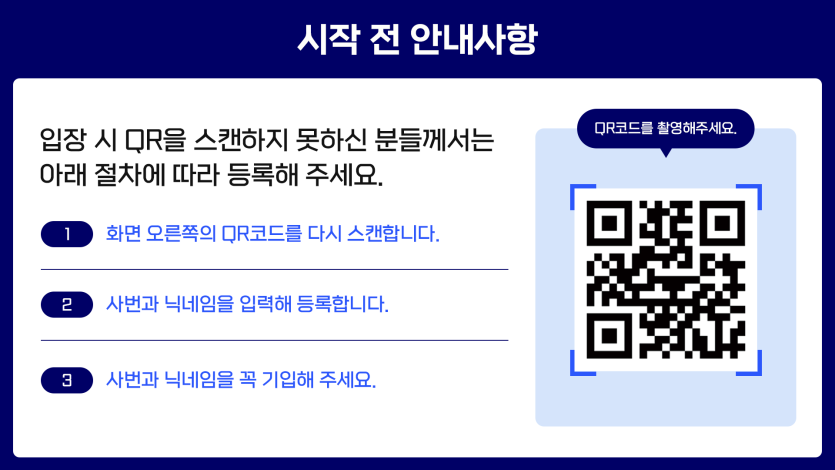 시작 전 안내사항
입장 시 QR을 스캔하지 못하신 분들께서는
아래 절차에 따라 등록해 주세요.
1 화면 오른쪽의 QR코드를 다시 스캔합니다.
2 사번과 닉네임을 입력해 등록합니다.
3 사번과 닉네임을 꼭 기입해 주세요.
QR코드를 촬영해주세요.